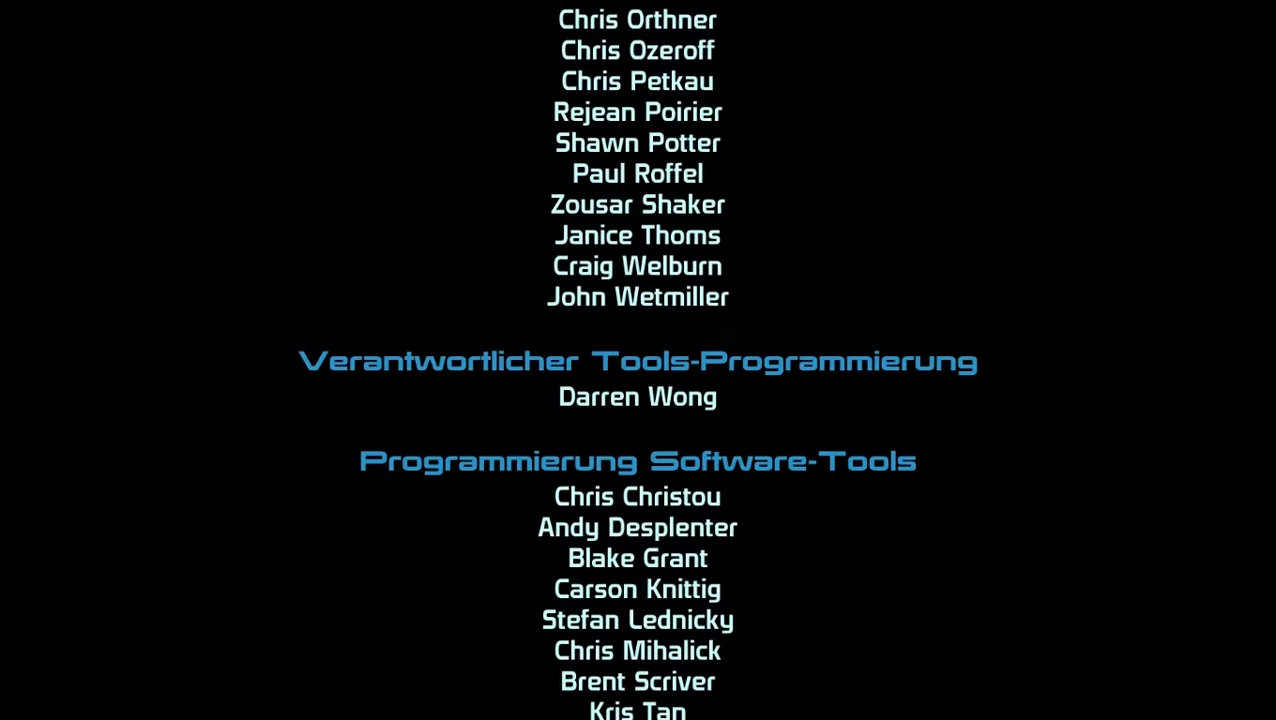 Chris Orthner
Chris Ozeroff
Chris Petkau
Rejean Poirier
Shawn Potter
Paul Roffel
Zousar Shaker
Janice Thoms
Craig Welburn
John Wetmiller
Verantwortlicher Tools-Programmierung
Darren Wong
Programmierung Software-Tools
Chris Christou
Andy Desplenter
Blake Grant
Carson Knittig
Stefan Lednicky
Chris Mihalick
Brent Scriver
Kris Tan